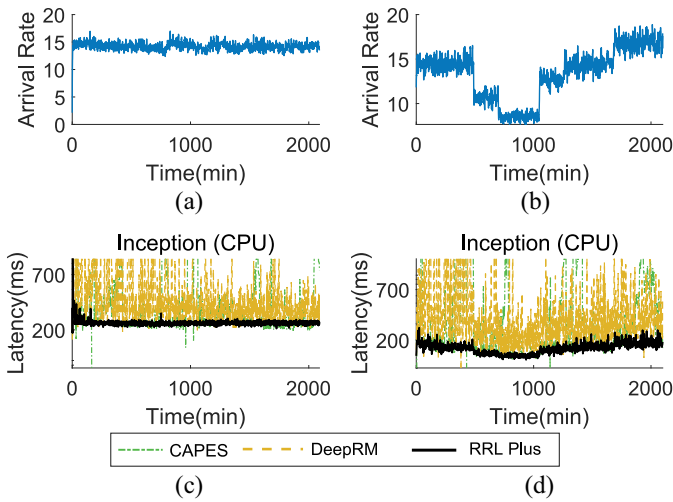 Arrival Rate
20
15
10
5
0
0
1000
2000
Time(min)
(a)
Arrival Rate
15
10
0
1000
2000
Time(min)
(b)
Inception (CPU)
Latency(ms)
700
200
0
1000
2000
Time(min)
Inception (CPU)
Latency(ms)
700
200
0
1000
2000
Time(min)
CAPES DeepRM RRL Plus
(c)
(d)